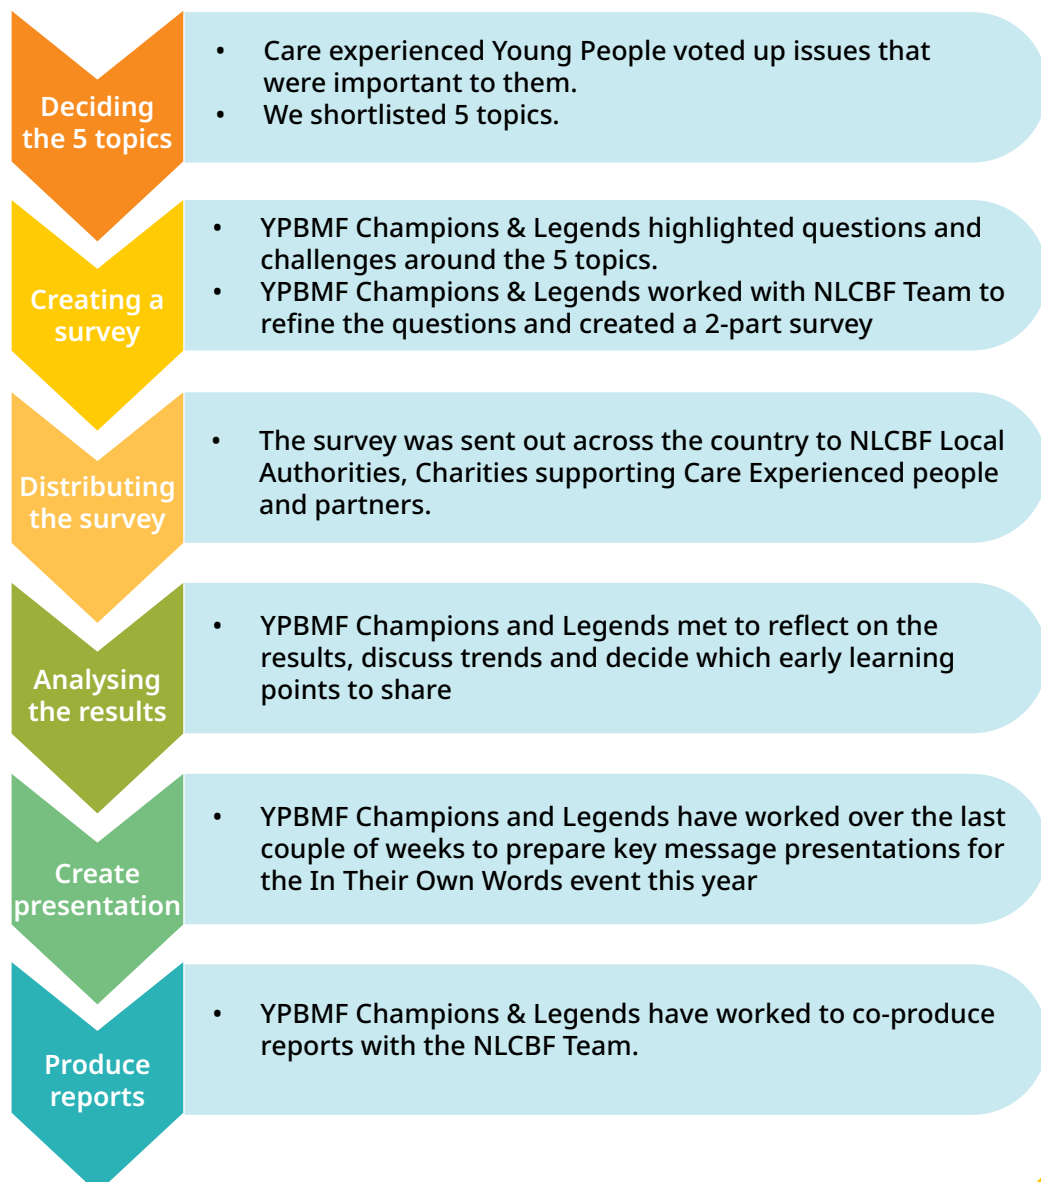 Deciding
the 5 topics
• Care experienced Young People voted up issues that
were important to them.
• We shortlisted 5 topics.
Creating a
survey
• YPBMF Champions & Legends highlighted questions and
challenges around the 5 topics.
• YPBMF Champions & Legends worked with NLCBF Team to
refine the questions and created a 2-part survey
Distributing
the survey
• The survey was sent out across the country to NLCBF Local
Authorities, Charities supporting Care Experienced people
and partners.
Analysing
the results
• YPBMF Champions and Legends met to reflect on the
results, discuss trends and decide which early learning
points to share
Create
presentation
• YPBMF Champions and Legends have worked over the last
couple of weeks to prepare key message presentations for
the In Their Own Words event this year
Produce
reports
• YPBMF Champions & Legends have worked to co-produce
reports with the NLCBF Team.